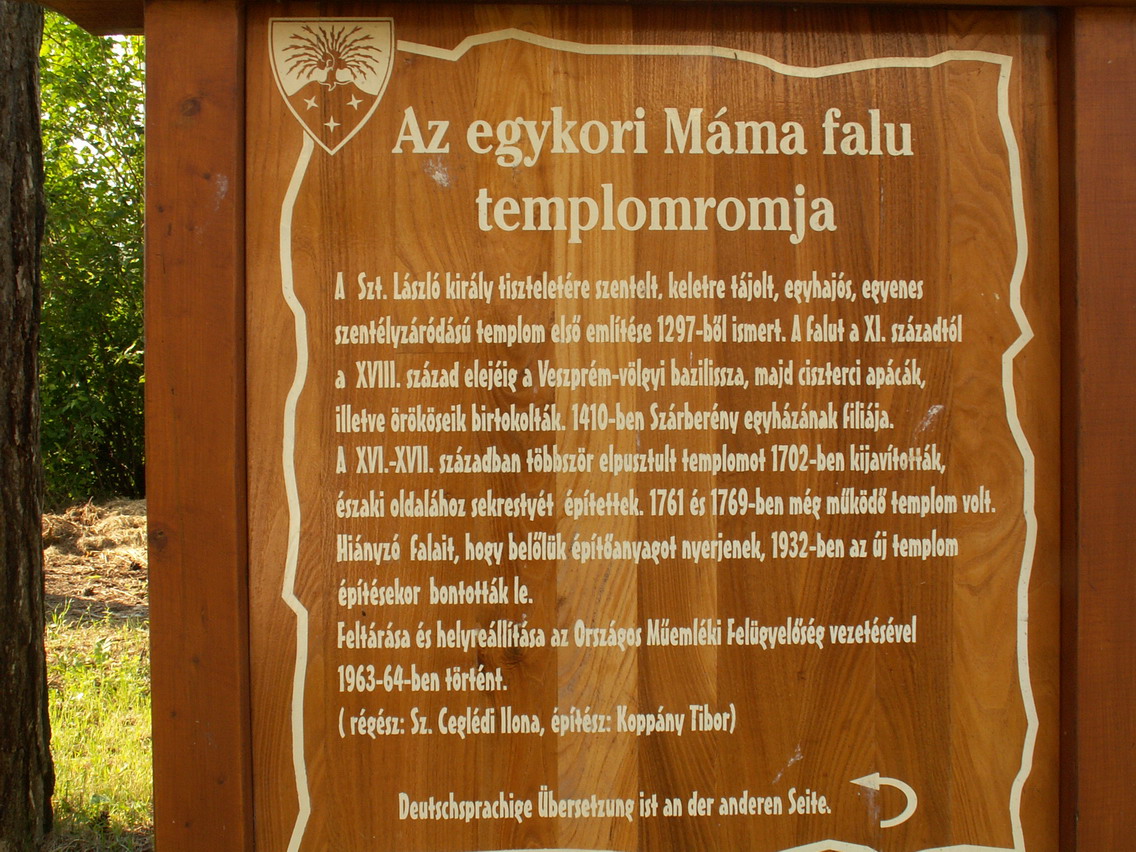 Az egykori Máma falu
templomromja
A Szt. László király tiszteletére szentelt, keletre tájolt, egyhajós, egyenes
szentélyzáródású templom első említése 1297-ből ismert. A falut a XI. századtól
a XVIII. század elejéig a Veszprém-völgyi bazilissza, majd ciszterci apácák,
illetve örököseik birtokolták. 1410-ben Szárberény egyházának filiája.
A XVI.-XVII. században többször elpusztult templomot 1702-ben kijavították,
északi oldalához sekrestyét építettek. 1761 és 1769-ben még működő templom volt.
Hiányzó falait, hogy belőlük építőanyagot nyerjenek, 1932-ben az új templom
építésekor bontották le.
Feltárása és helyreállítása az Országos Műemléki Felügyelőség vezetésével
1963-64-ben történt.
( régész: Sz. Ceglédi Ilona, építész: Koppány Tibor)
Deutschsprachige Übersetzung ist an der anderen Seite.